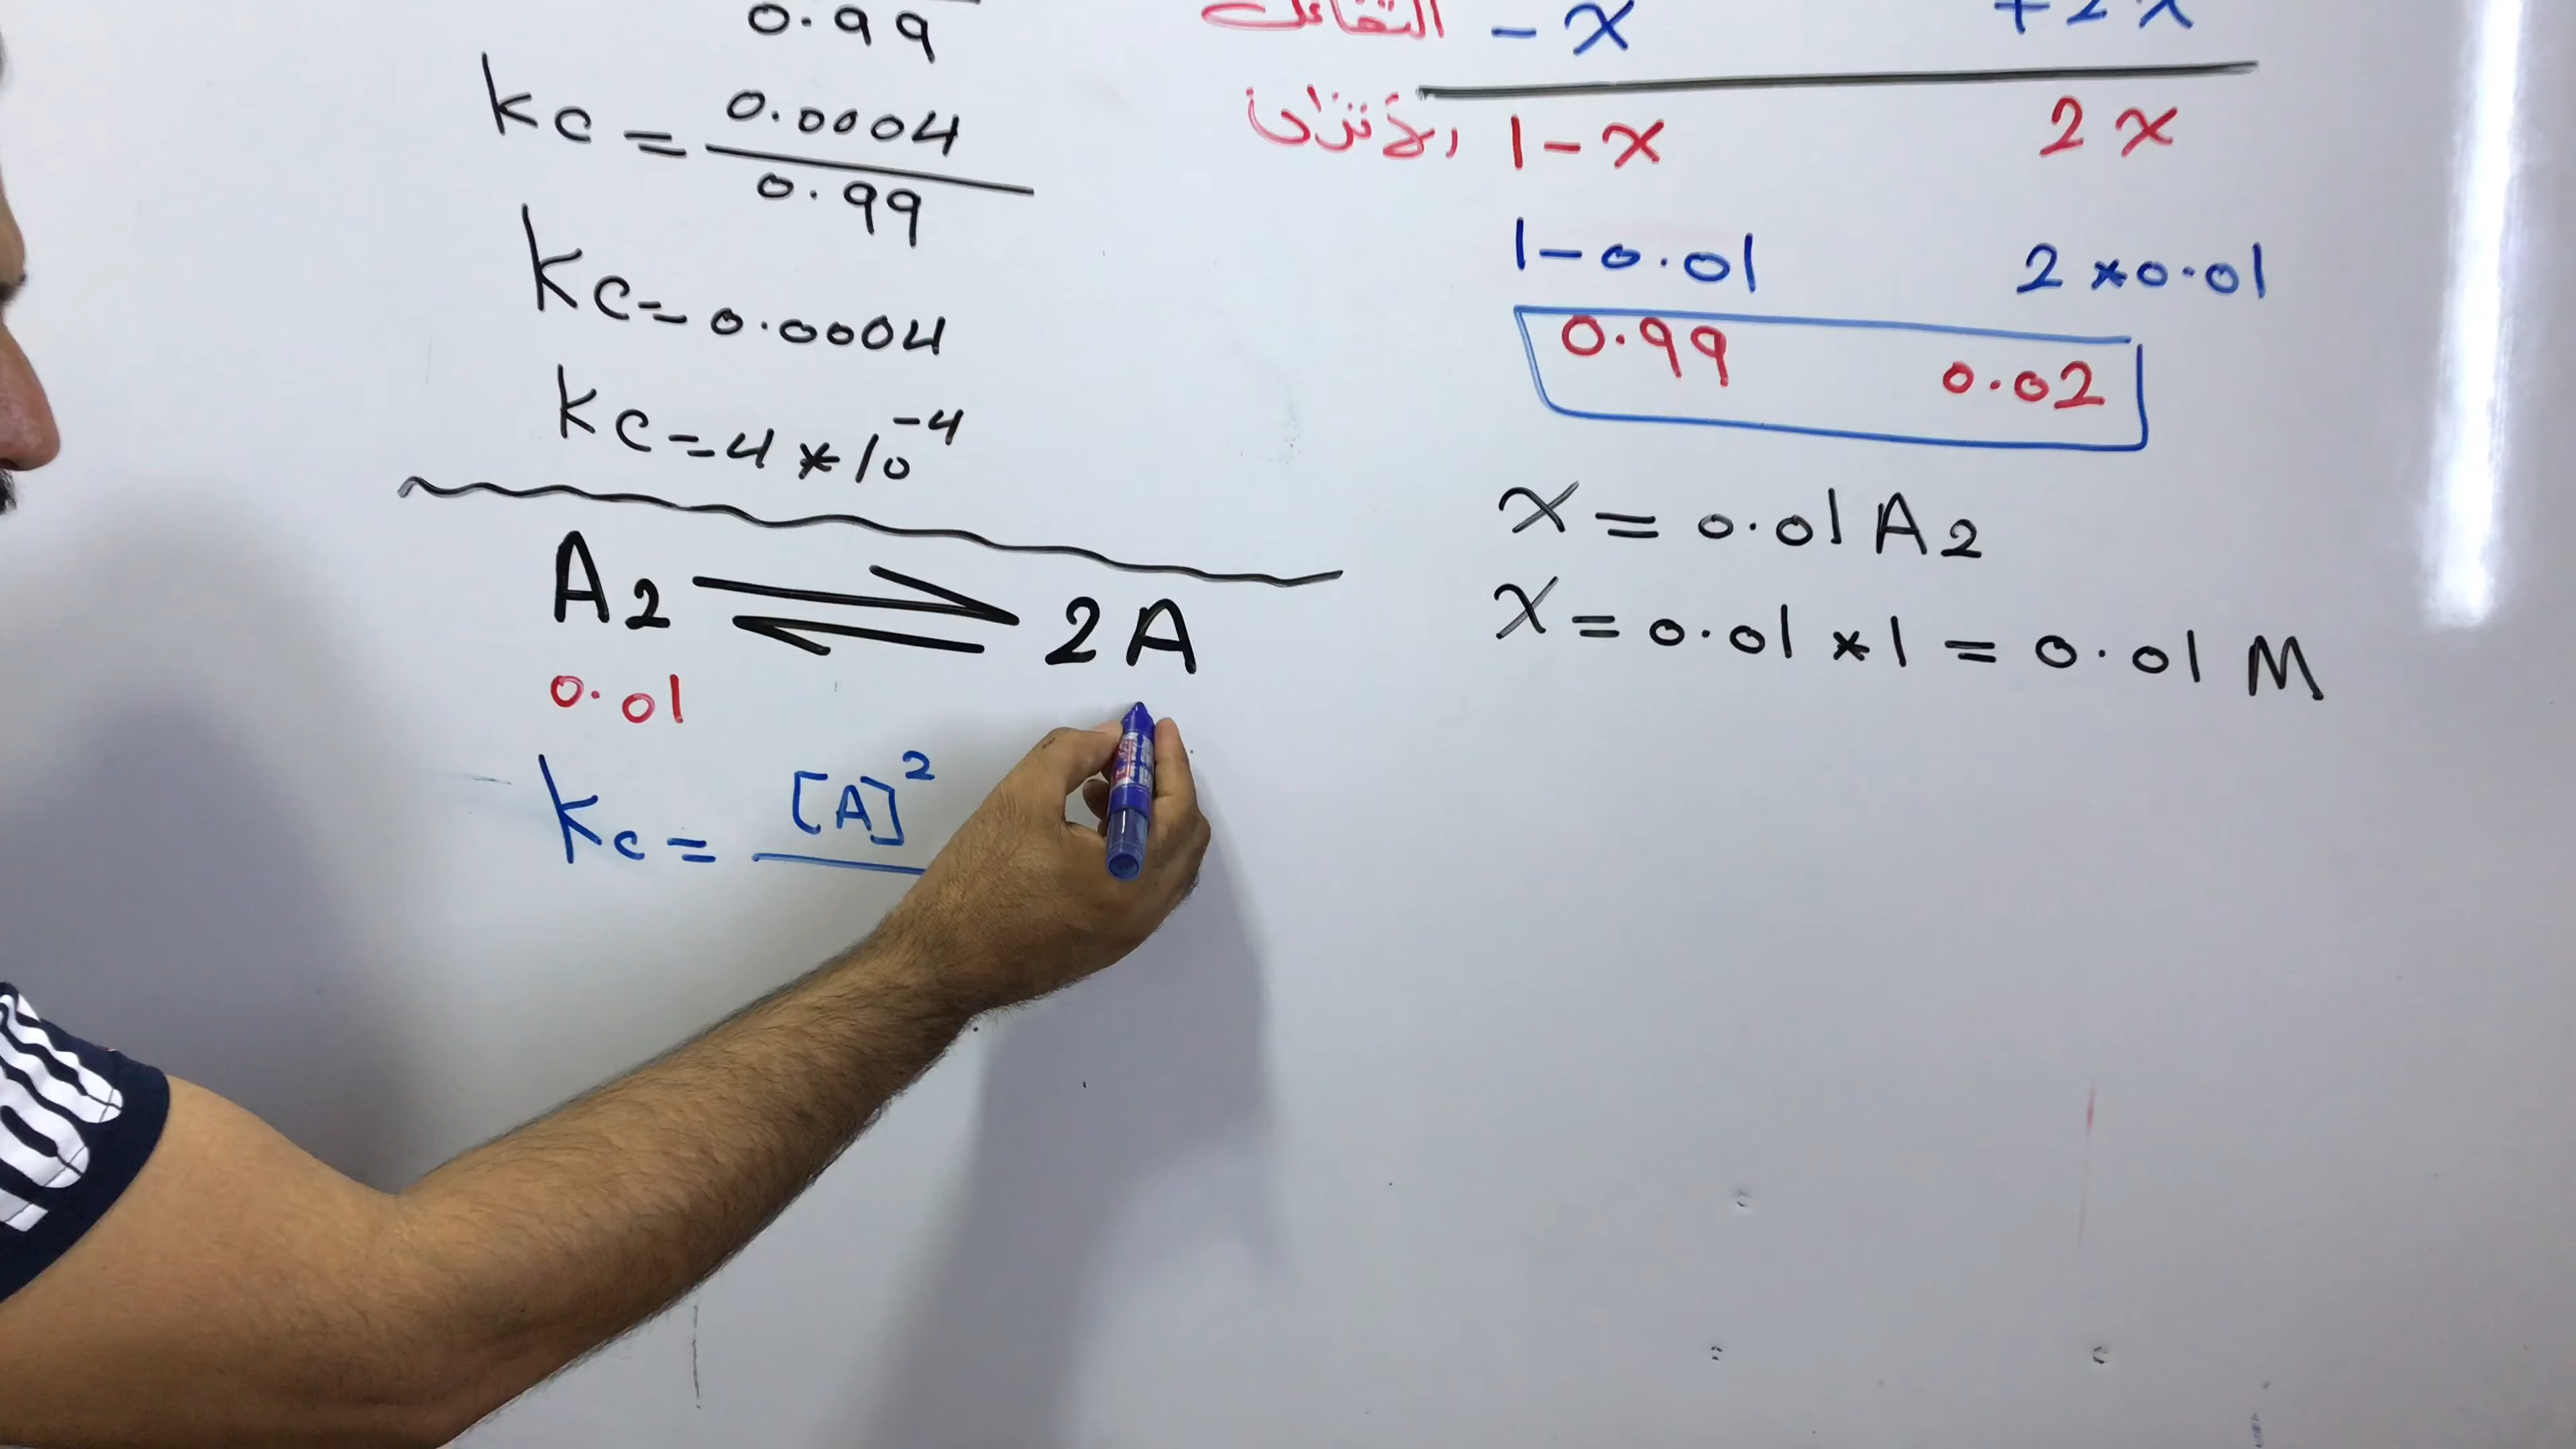 0.99
Kc = 0.0004
0.99
Kc = 0.0004
Kc = 4 * 10⁻⁴
A2 ⇌ 2A
0.01
Kc = [A]²
التفاعل - x + 2x
الأتزان 1 - x 2x
1 - 0.01 2 * 0.01
0.99 0.02
x = 0.01 A2
x = 0.01 * 1 = 0.01 M